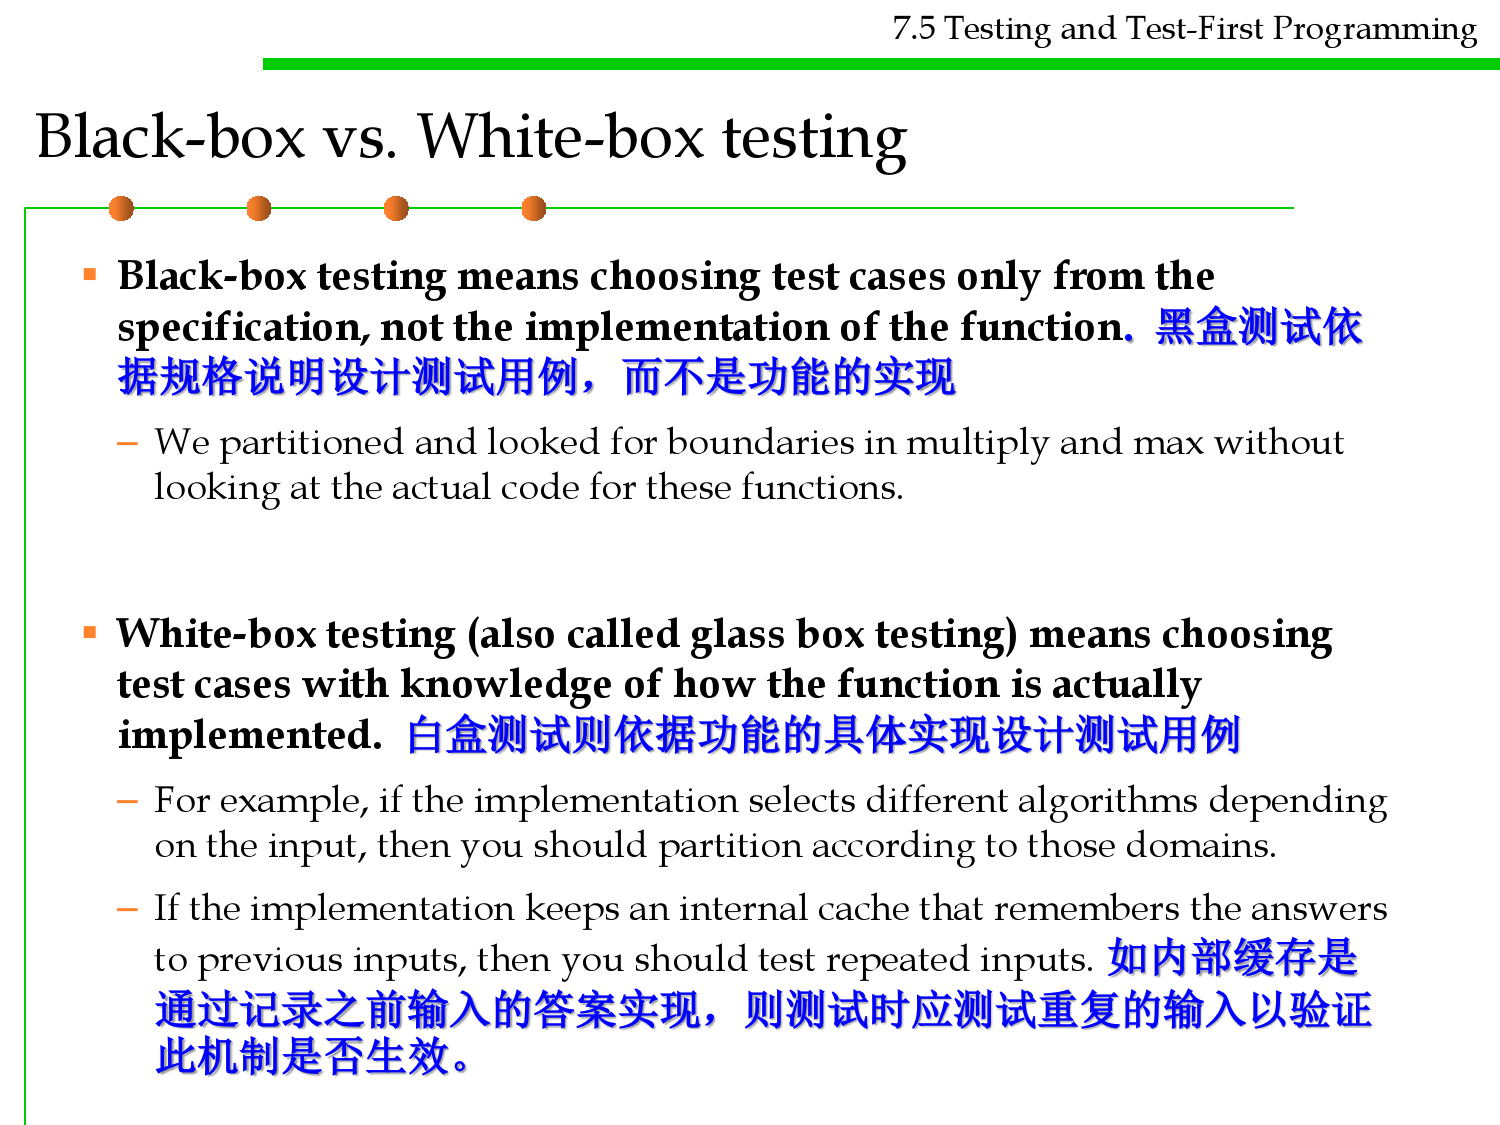 7.5 Testing and Test-First Programming
Black-box vs. White-box testing
▪ Black-box testing means choosing test cases only from the
specification, not the implementation of the function. 黑盒测试依
据规格说明设计测试用例，而不是功能的实现
– We partitioned and looked for boundaries in multiply and max without
looking at the actual code for these functions.
▪ White-box testing (also called glass box testing) means choosing
test cases with knowledge of how the function is actually
implemented. 白盒测试则依据功能的具体实现设计测试用例
– For example, if the implementation selects different algorithms depending
on the input, then you should partition according to those domains.
– If the implementation keeps an internal cache that remembers the answers
to previous inputs, then you should test repeated inputs. 如内部缓存是
通过记录之前输入的答案实现，则测试时应测试重复的输入以验证
此机制是否生效。